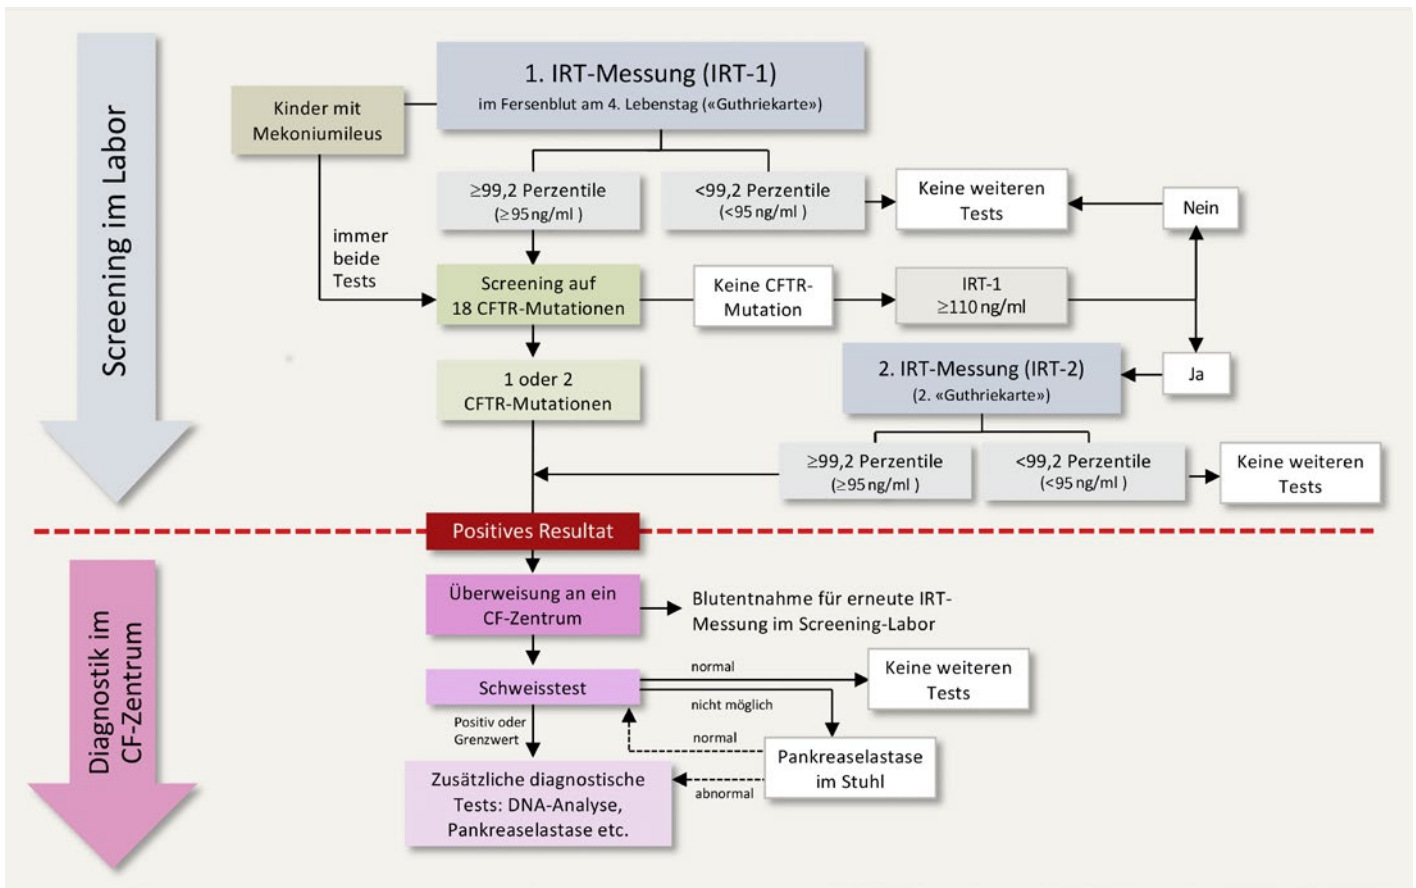 Screening im Labor
1. IRT-Messung (IRT-1)
im Fersenblut am 4. Lebenstag («Guthriekarte»)
Kinder mit
Mekoniumileus
≥99,2 Perzentile
(≥95 ng/ml )
<99,2 Perzentile
(<95 ng/ml )
Keine weiteren
Tests
Nein
immer
beide
Tests
Screening auf
18 CFTR-Mutationen
Keine CFTR-
Mutation
IRT-1
≥110 ng/ml
1 oder 2
CFTR-Mutationen
2. IRT-Messung (IRT-2)
(2. «Guthriekarte»)
Ja
≥99,2 Perzentile
(≥95 ng/ml )
<99,2 Perzentile
(<95 ng/ml )
Keine weiteren
Tests
Positives Resultat
Diagnostik im
CF-Zentrum
Überweisung an ein
CF-Zentrum
Blutentnahme für erneute IRT-
Messung im Screening-Labor
Schweisstest
normal
Keine weiteren
Tests
nicht möglich
Positiv oder
Grenzwert
normal
Pankreaselastase
im Stuhl
abnormal
Zusätzliche diagnostische
Tests: DNA-Analyse,
Pankreaselastase etc.